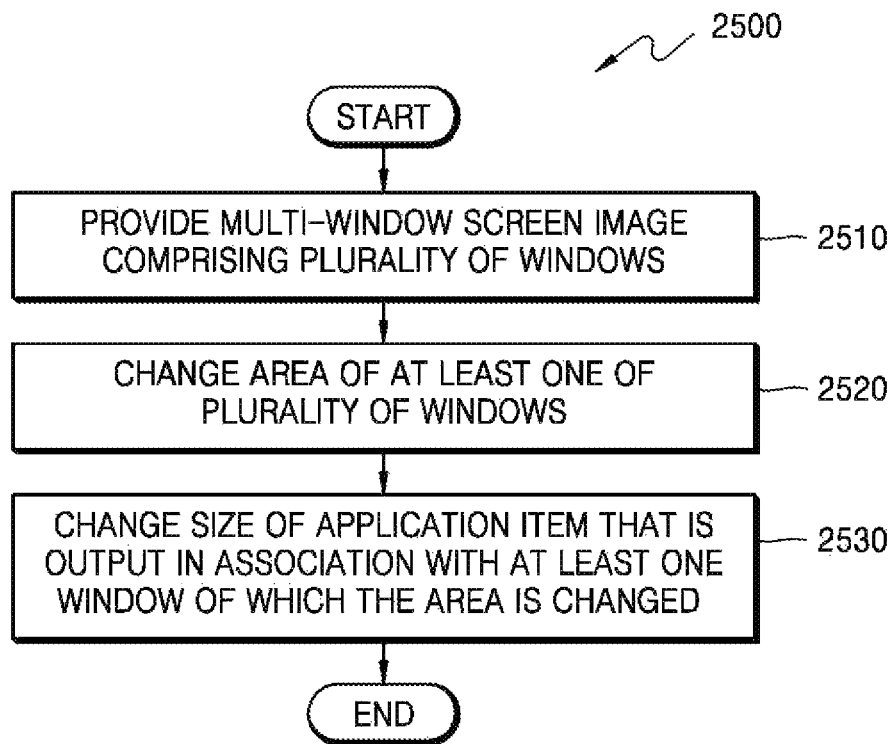 2500
START
PROVIDE MULTI-WINDOW SCREEN IMAGE
COMPRISING PLURALITY OF WINDOWS
2510
CHANGE AREA OF AT LEAST ONE OF
PLURALITY OF WINDOWS
2520
CHANGE SIZE OF APPLICATION ITEM THAT IS
OUTPUT IN ASSOCIATION WITH AT LEAST ONE
WINDOW OF WHICH THE AREA IS CHANGED
2530
END